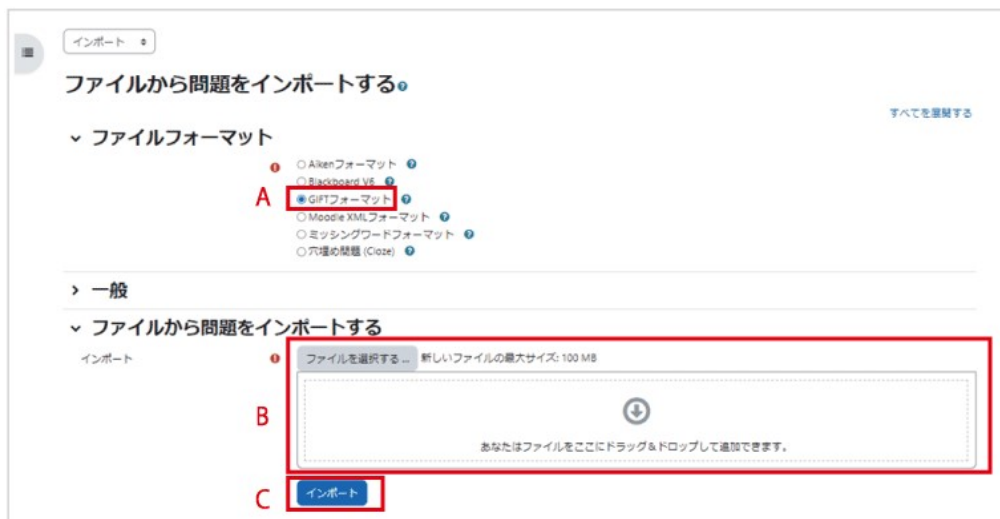 インポート
ファイルから問題をインポートする
すべてを展開する
ファイルフォーマット
Aikenフォーマット
Blackboard V6
A GIFTフォーマット
Moodle XMLフォーマット
ミッシングワードフォーマット
穴埋め問題 (Cloze)
一般
ファイルから問題をインポートする
インポート ファイルを選択する ... 新しいファイルの最大サイズ: 100 MB
B
あなたはファイルをここにドラッグ&ドロップして追加できます。
C インポート